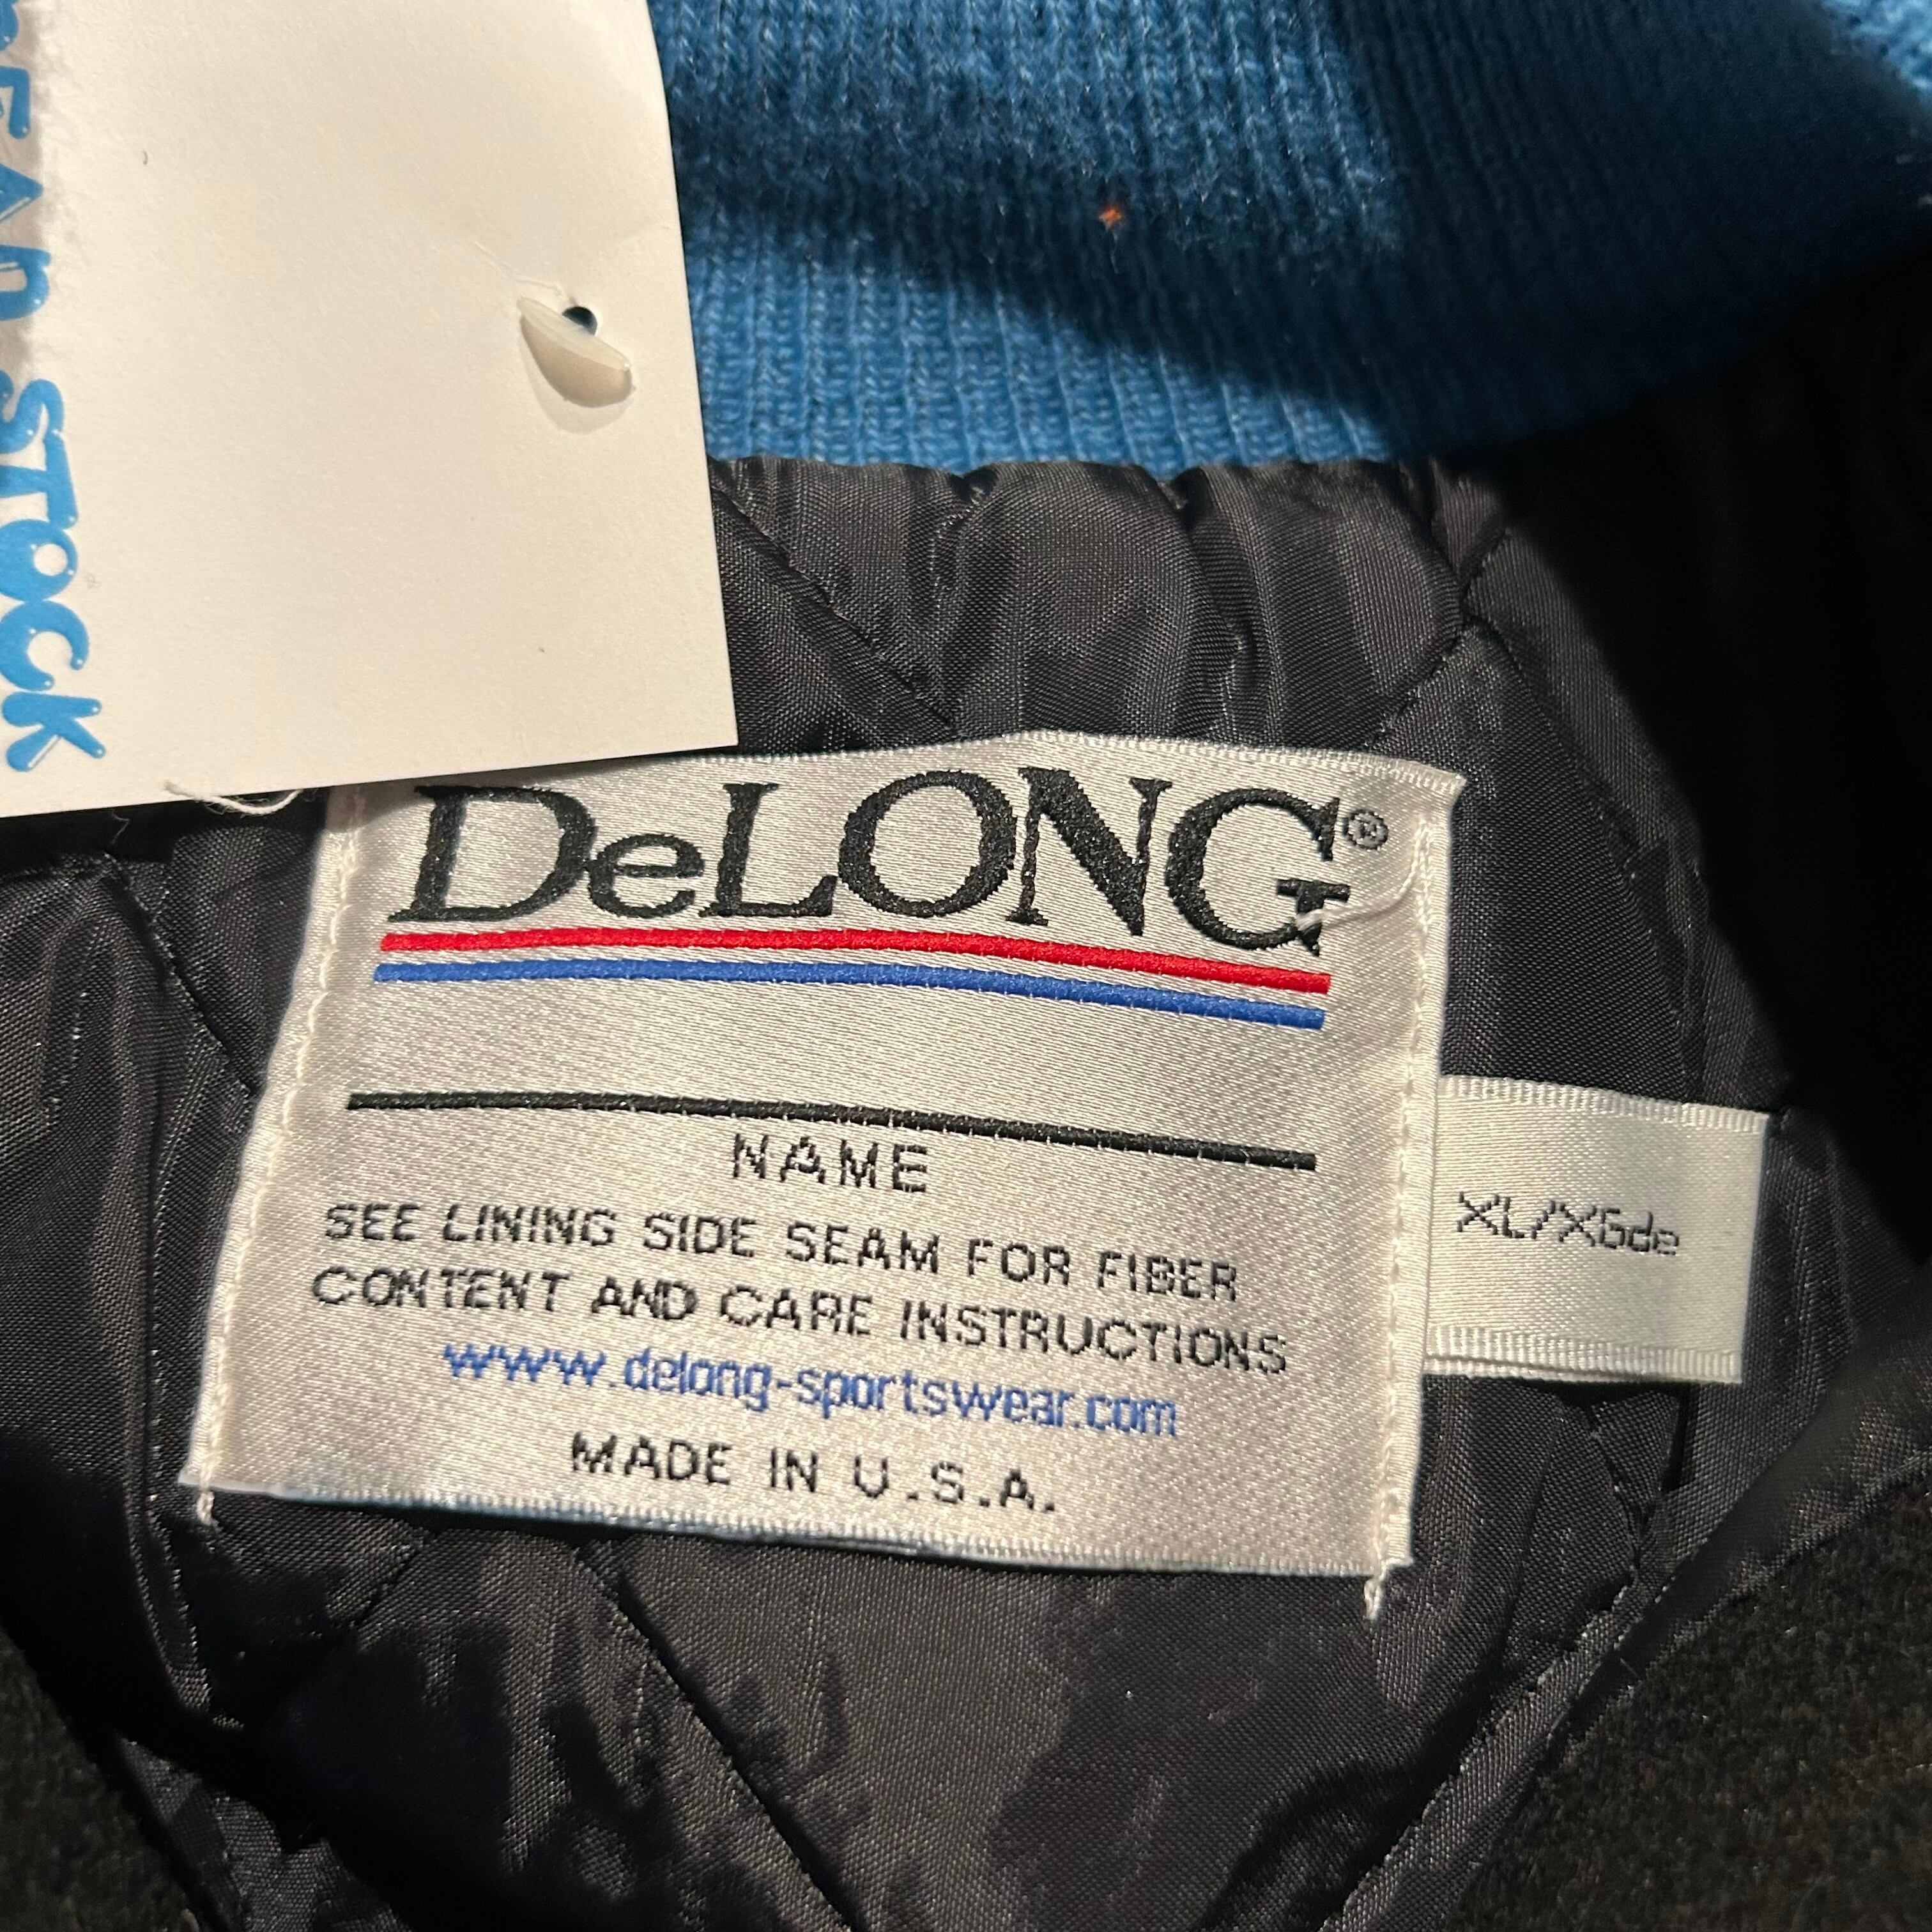 STOCK
DeLONG®
NAME
SEE LINING SIDE SEAM FOR FIBER
CONTENT AND CARE INSTRUCTIONS
www.delong-sportswear.com
MADE IN U.S.A.
XL/XGde